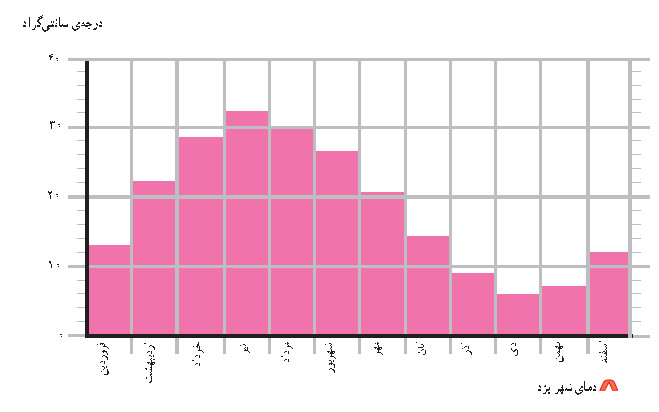 درجه‌ی سانتی‌گراد
۴۰
۳۰
۲۰
۱۰
۰
فروردین
اردیبهشت
خرداد
تیر
مرداد
شهریور
مهر
آبان
آذر
دی
بهمن
اسفند
دمای شهر یزد